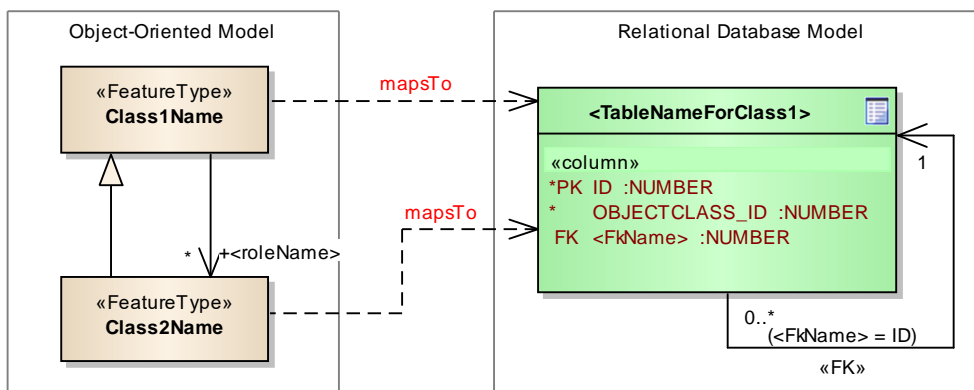 Object-Oriented Model
«FeatureType»
Class1Name
* +<roleName>
«FeatureType»
Class2Name
mapsTo
mapsTo
Relational Database Model
<TableNameForClass1>
«column»
*PK ID :NUMBER
* OBJECTCLASS_ID :NUMBER
FK <FkName> :NUMBER
1
0..*
(<FkName> = ID)
«FK»